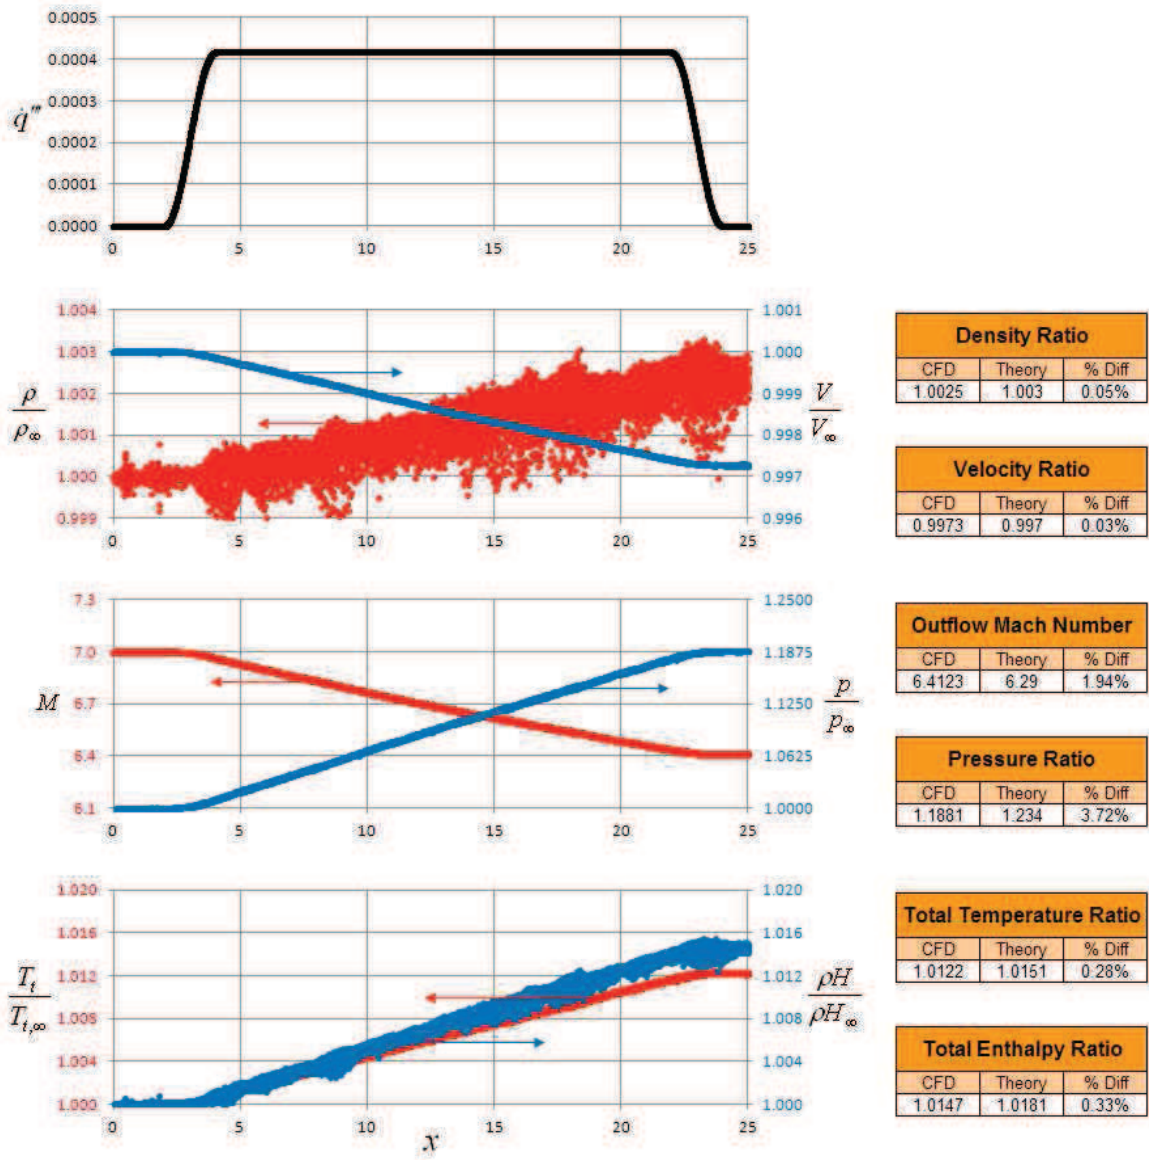 0.0005
0.0004
0.0003
q̇‴
0.0002
0.0001
0.0000
0 5 10 15 20 25
1.004 1.001
1.003 1.000
ρ/ρ∞ 1.002 0.999 V/V∞
1.001 0.998
1.000 0.997
0.999 0.996
0 5 10 15 20 25
Density Ratio
CFD Theory % Diff
1.0025 1.003 0.05%
Velocity Ratio
CFD Theory % Diff
0.9973 0.997 0.03%
7.3 1.2500
7.0 1.1875
M 6.7 1.1250 p/p∞
6.4 1.0625
6.1 1.0000
0 5 10 15 20 25
Outflow Mach Number
CFD Theory % Diff
6.4123 6.29 1.94%
Pressure Ratio
CFD Theory % Diff
1.1881 1.234 3.72%
1.020 1.020
1.016 1.016
Tt/Tt,∞ 1.012 1.012 ρH/ρH∞
1.008 1.008
1.004 1.004
1.000 1.000
0 5 10 15 20 25
x
Total Temperature Ratio
CFD Theory % Diff
1.0122 1.0151 0.28%
Total Enthalpy Ratio
CFD Theory % Diff
1.0147 1.0181 0.33%